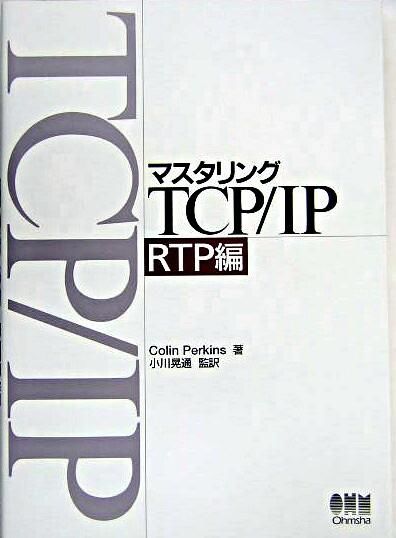 TCP/IP
マスタリング
TCP/IP
RTP編
Colin Perkins 著
小川晃通 監訳
OHM
Ohmsha